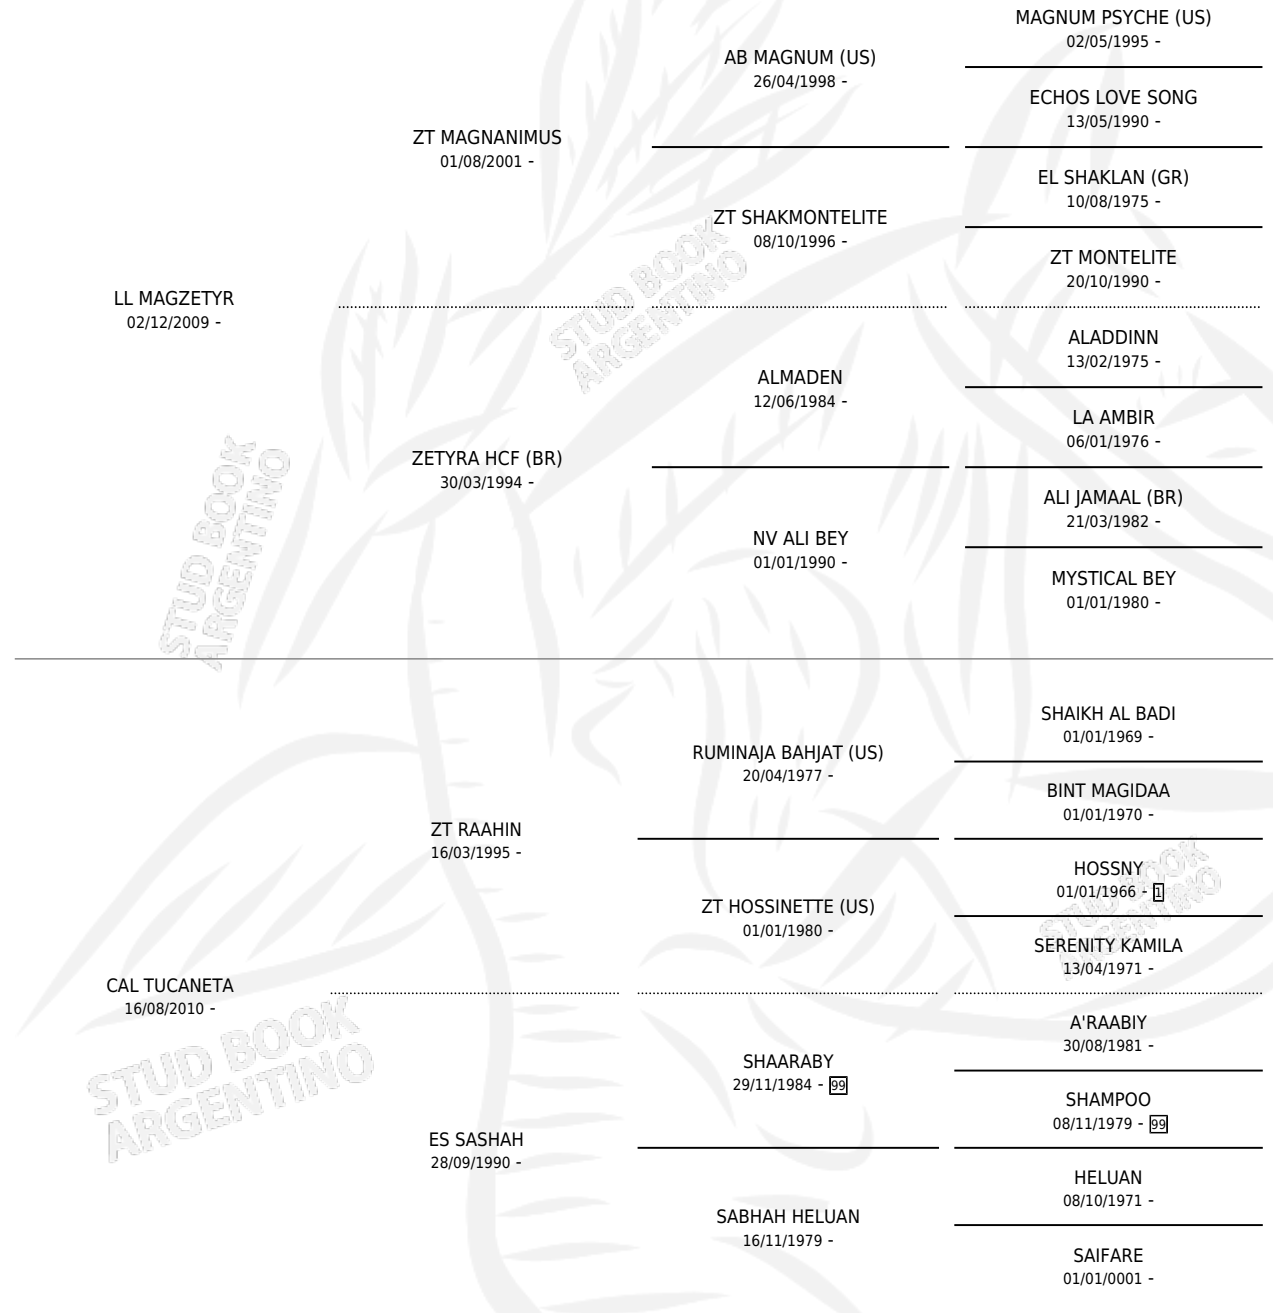 MAGNUM PSYCHE (US)
02/05/1995 -
AB MAGNUM (US)
26/04/1998 -
ECHOS LOVE SONG
13/05/1990 -
ZT MAGNANIMUS
01/08/2001 -
EL SHAKLAN (GR)
10/08/1975 -
ZT SHAKMONTELITE
08/10/1996 -
ZT MONTELITE
20/10/1990 -
LL MAGZETYR
02/12/2009 -
ALADDINN
13/02/1975 -
ALMADEN
12/06/1984 -
LA AMBIR
06/01/1976 -
ZETYRA HCF (BR)
30/03/1994 -
ALI JAMAAL (BR)
21/03/1982 -
NV ALI BEY
01/01/1990 -
MYSTICAL BEY
01/01/1980 -
SHAIKH AL BADI
01/01/1969 -
RUMINAJA BAHJAT (US)
20/04/1977 -
BINT MAGIDAA
01/01/1970 -
ZT RAAHIN
16/03/1995 -
HOSSNY
01/01/1966 - 1
ZT HOSSINETTE (US)
01/01/1980 -
SERENITY KAMILA
13/04/1971 -
CAL TUCANETA
16/08/2010 -
A'RAABIY
30/08/1981 -
SHAARABY
29/11/1984 - 99
SHAMPOO
08/11/1979 - 99
ES SASHAH
28/09/1990 -
HELUAN
08/10/1971 -
SABHAH HELUAN
16/11/1979 -
SAIFARE
01/01/0001 -
STUD BOOK
ARGENTINO
STUD BOOK
ARGENTINO
STUD BOOK
ARGENTINO
STUD BOOK
ARGENTINO